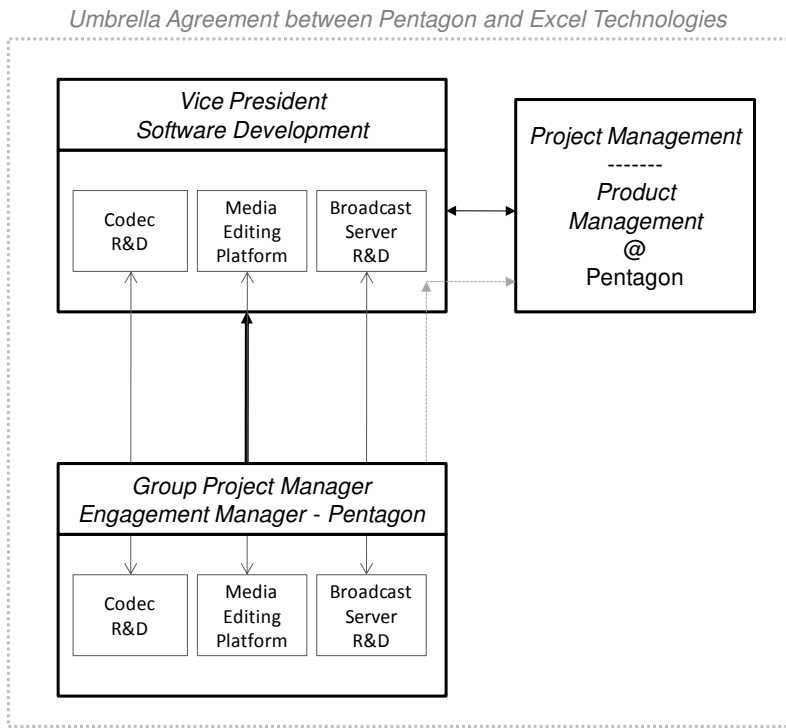 Umbrella Agreement between Pentagon and Excel Technologies
Vice President
Software Development
Codec
R&D
Media
Editing
Platform
Broadcast
Server
R&D
Project Management
-------
Product
Management
@
Pentagon
Group Project Manager
Engagement Manager - Pentagon
Codec
R&D
Media
Editing
Platform
Broadcast
Server
R&D